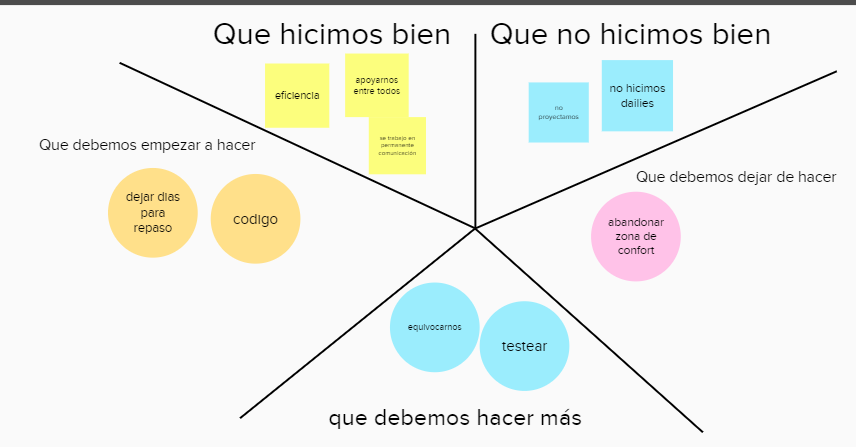 Que hicimos bien
eficiencia
apoyarnos
entre todos
se trabajo en
permanente
comunicación
Que no hicimos bien
no
proyectamos
no hicimos
dailies
Que debemos empezar a hacer
dejar dias
para
repaso
codigo
Que debemos dejar de hacer
abandonar
zona de
confort
equivocarnos
testear
que debemos hacer más